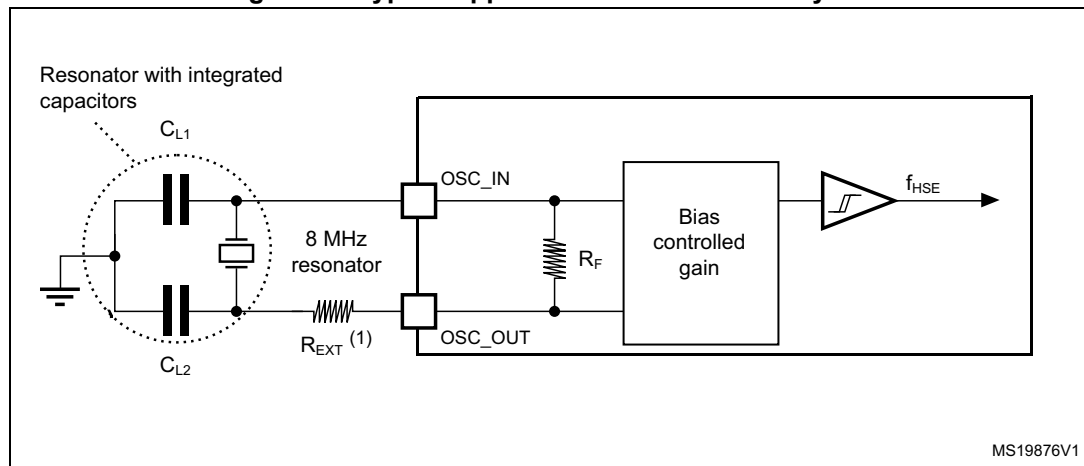 Resonator with integrated
capacitors
CL1
OSC_IN
fHSE
8 MHz
resonator
RF
Bias
controlled
gain
REXT (1)
OSC_OUT
CL2
MS19876V1